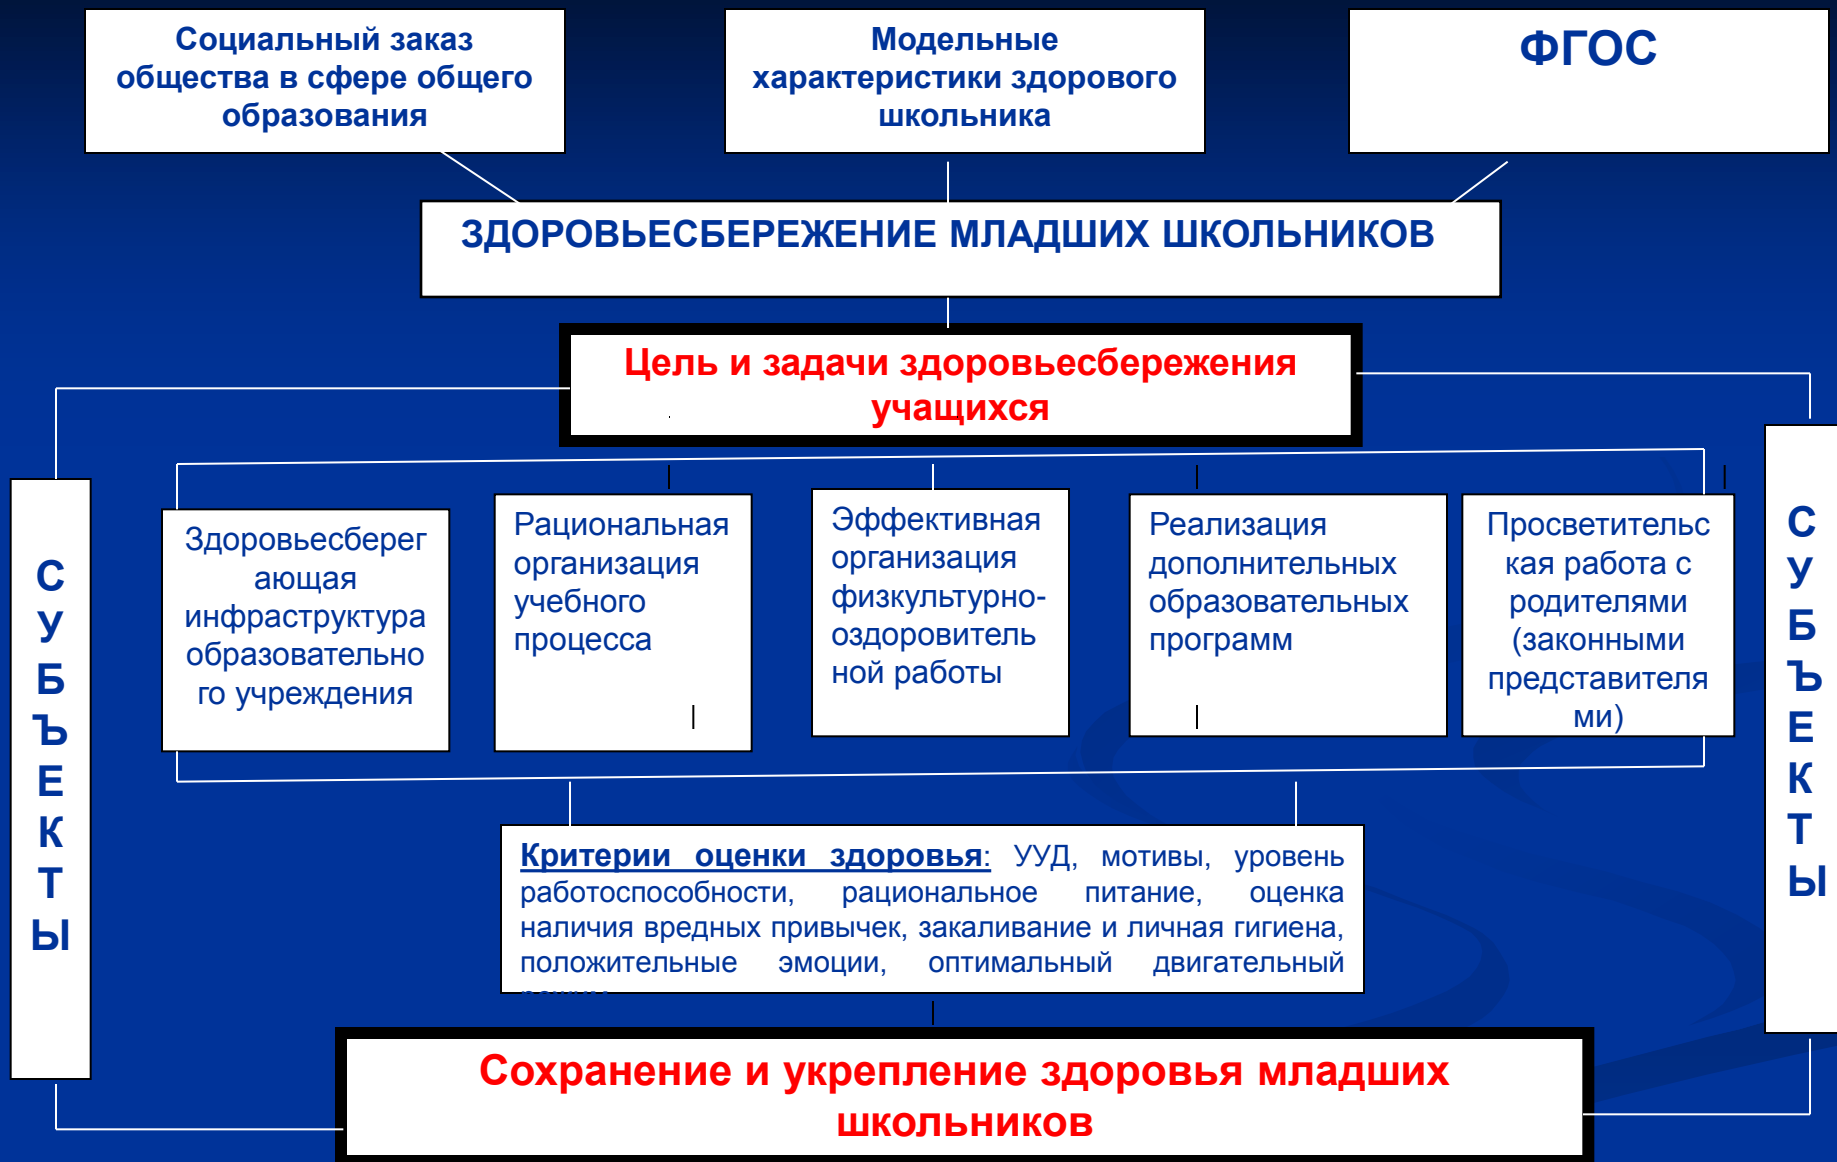 Социальный заказ
общества в сфере общего
образования
Модельные
характеристики здорового
школьника
ФГОС
ЗДОРОВЬЕСБЕРЕЖЕНИЕ МЛАДШИХ ШКОЛЬНИКОВ
Цель и задачи здоровьесбережения
учащихся
С
У
Б
Ъ
Е
К
Т
Ы
Здоровьесберег
ающая
инфраструктура
образовательно
го учреждения
Рациональная
организация
учебного
процесса
Эффективная
организация
физкультурно-
оздоровитель
ной работы
Реализация
дополнительных
образовательных
программ
Просветительс
кая работа с
родителями
(законными
представителя
ми)
С
У
Б
Ъ
Е
К
Т
Ы
Критерии оценки здоровья: УУД, мотивы, уровень
работоспособности, рациональное питание, оценка
наличия вредных привычек, закаливание и личная гигиена,
положительные эмоции, оптимальный двигательный
Сохранение и укрепление здоровья младших
школьников